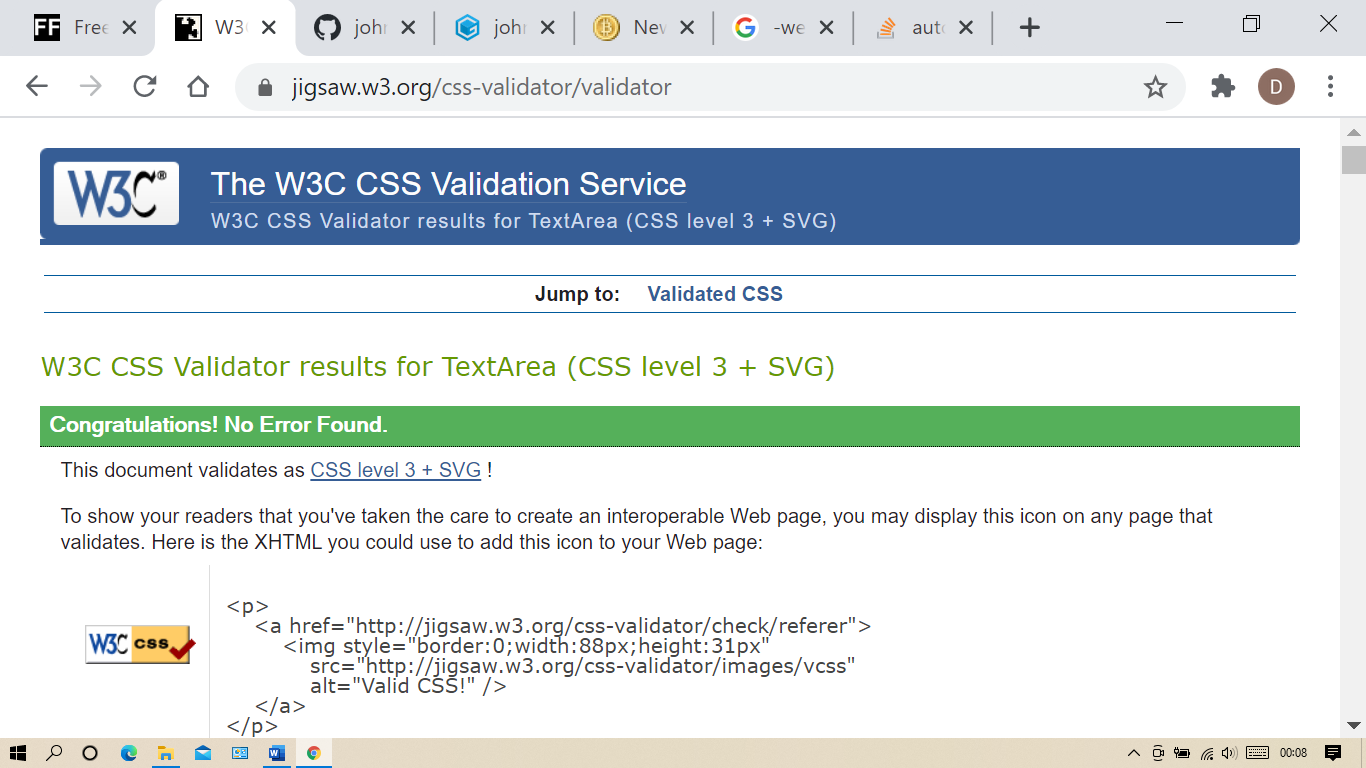 FF Free
W3C
john
john
New
-we
auto
jigsaw.w3.org/css-validator/validator
D
W3C®
The W3C CSS Validation Service
W3C CSS Validator results for TextArea (CSS level 3 + SVG)
Jump to: Validated CSS
W3C CSS Validator results for TextArea (CSS level 3 + SVG)
Congratulations! No Error Found.
This document validates as CSS level 3 + SVG !
To show your readers that you've taken the care to create an interoperable Web page, you may display this icon on any page that
validates. Here is the XHTML you could use to add this icon to your Web page:
W3C css
<p>
<a href="http://jigsaw.w3.org/css-validator/check/referer">
<img style="border:0;width:88px;height:31px"
src="http://jigsaw.w3.org/css-validator/images/vcss"
alt="Valid CSS!" />
</a>
</p>
00:08